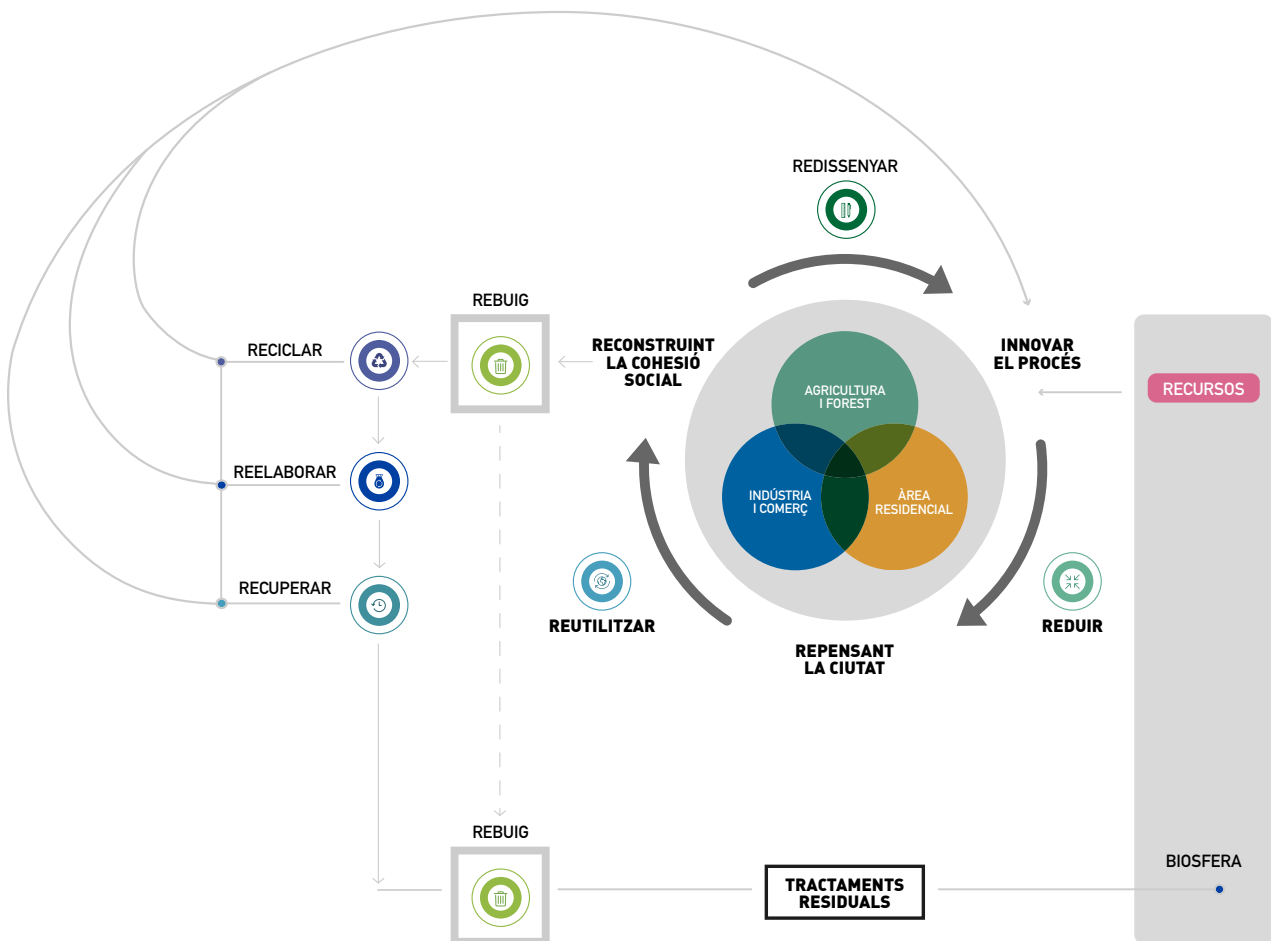 REDISSENYAR
REBUIG
RECICLAR
RECONSTRUINT
LA COHESIÓ
SOCIAL
INNOVAR
EL PROCÉS
AGRICULTURA
I FOREST
RECURSOS
REELABORAR
INDÚSTRIA
I COMERÇ
ÀREA
RESIDENCIAL
RECUPERAR
REUTILITZAR
REDUIR
REPENSANT
LA CIUTAT
REBUIG
BIOSFERA
TRACTAMENTS
RESIDUALS